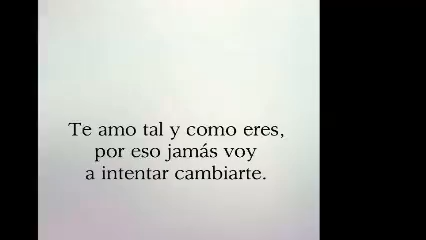 Te amo tal y como eres,
por eso jamás voy
a intentar cambiarte.